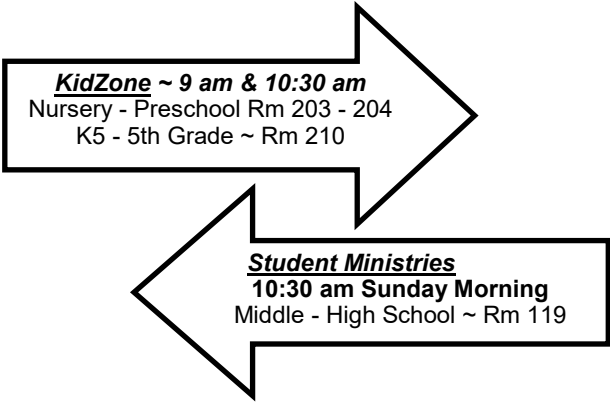 KidZone ~ 9 am & 10:30 am
Nursery - Preschool Rm 203 - 204
K5 - 5th Grade ~ Rm 210
Student Ministries
10:30 am Sunday Morning
Middle - High School ~ Rm 119